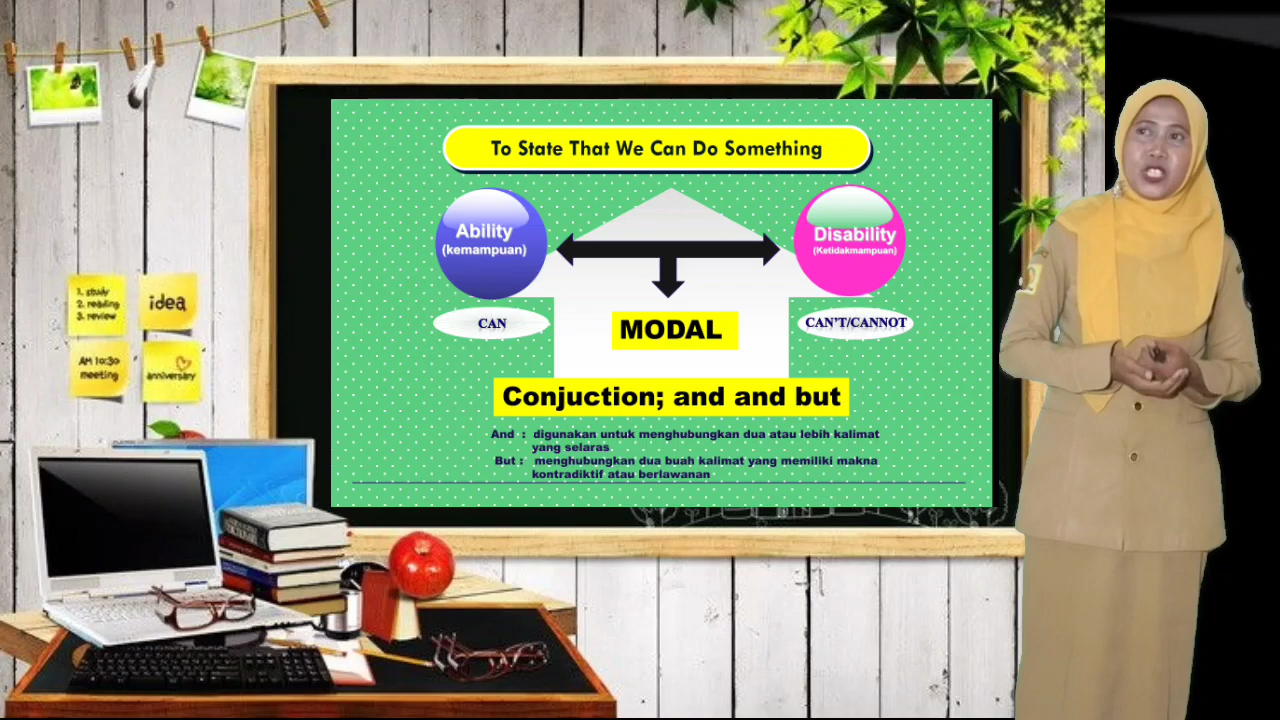 To State That We Can Do Something
Ability
(kemampuan)
Disability
(Ketidakmampuan)
CAN
CAN'T/CANNOT
MODAL
Conjuction; and and but
And : digunakan untuk menghubungkan dua atau lebih kalimat
yang selaras
But : menghubungkan dua buah kalimat yang memiliki makna
kontradiktif atau berlawanan
1. study
2. reading
3. review
idea
AM 10:30
meeting
anniversary